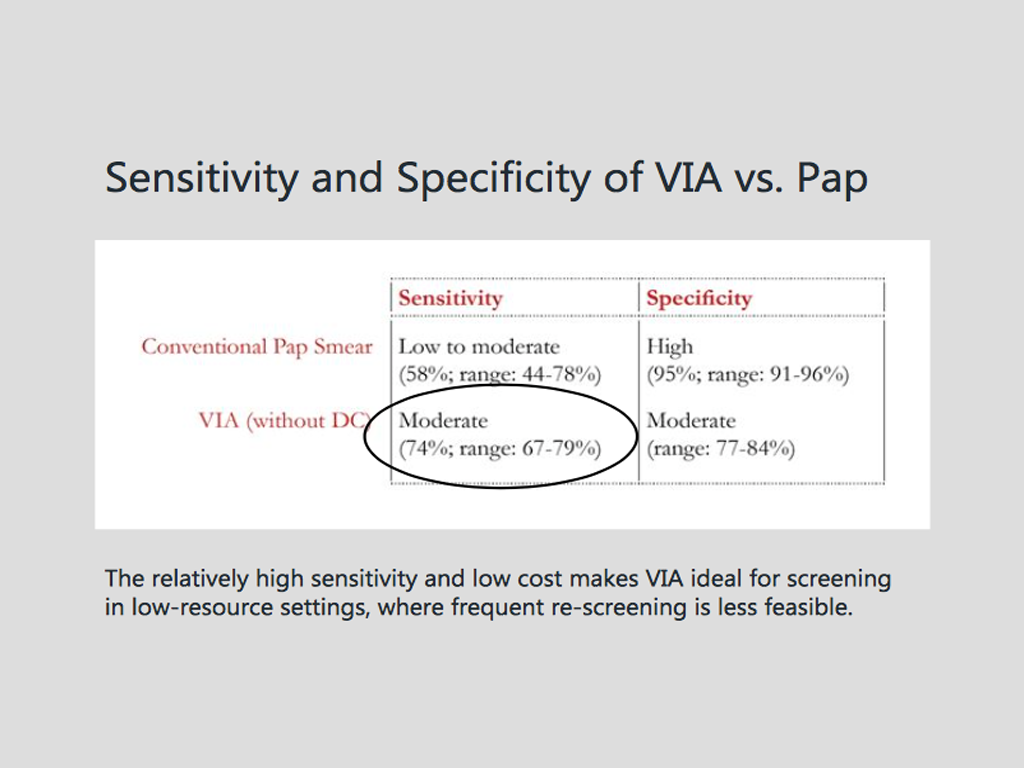 Sensitivity and Specificity of VIA vs. Pap
Sensitivity Specificity
Conventional Pap Smear Low to moderate High
(58%; range: 44-78%) (95%; range: 91-96%)
VIA (without DC) Moderate Moderate
(74%; range: 67-79%) (range: 77-84%)
The relatively high sensitivity and low cost makes VIA ideal for screening
in low-resource settings, where frequent re-screening is less feasible.